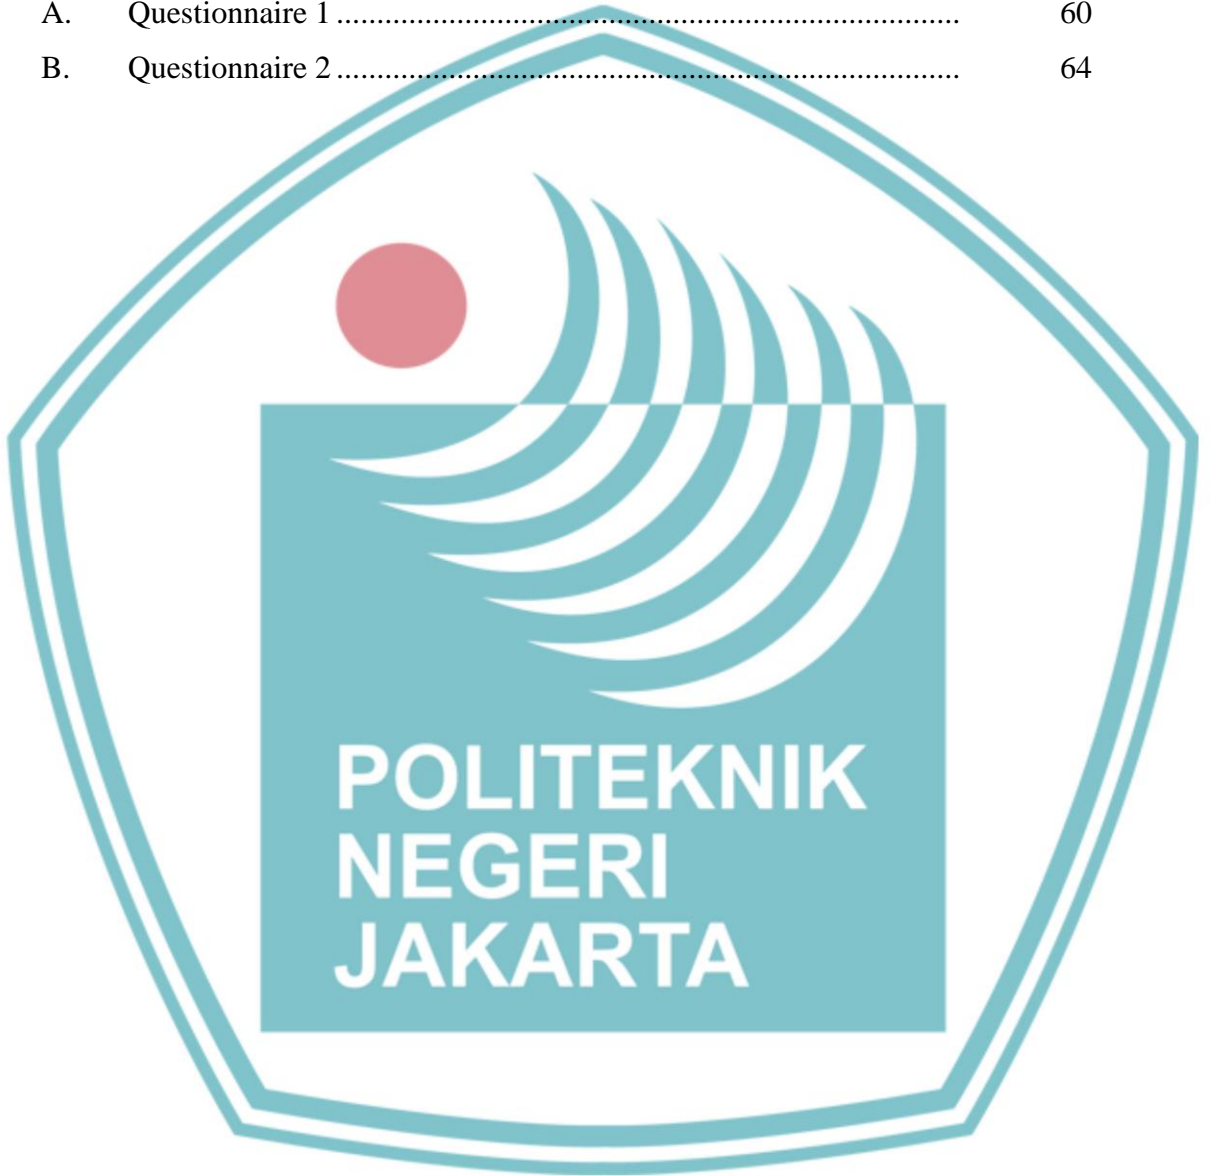 A. Questionnaire 1 .............................................................................. 60
B. Questionnaire 2 .............................................................................. 64
POLITEKNIK
NEGERI
JAKARTA